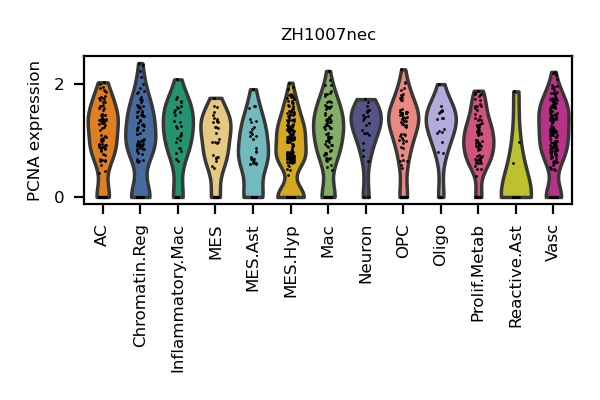 ZH1007nec
PCNA expression
2
0
AC
Chromatin.Reg
Inflammatory.Mac
MES
MES.Ast
MES.Hyp
Mac
Neuron
OPC
Oligo
Prolif.Metab
Reactive.Ast
Vasc